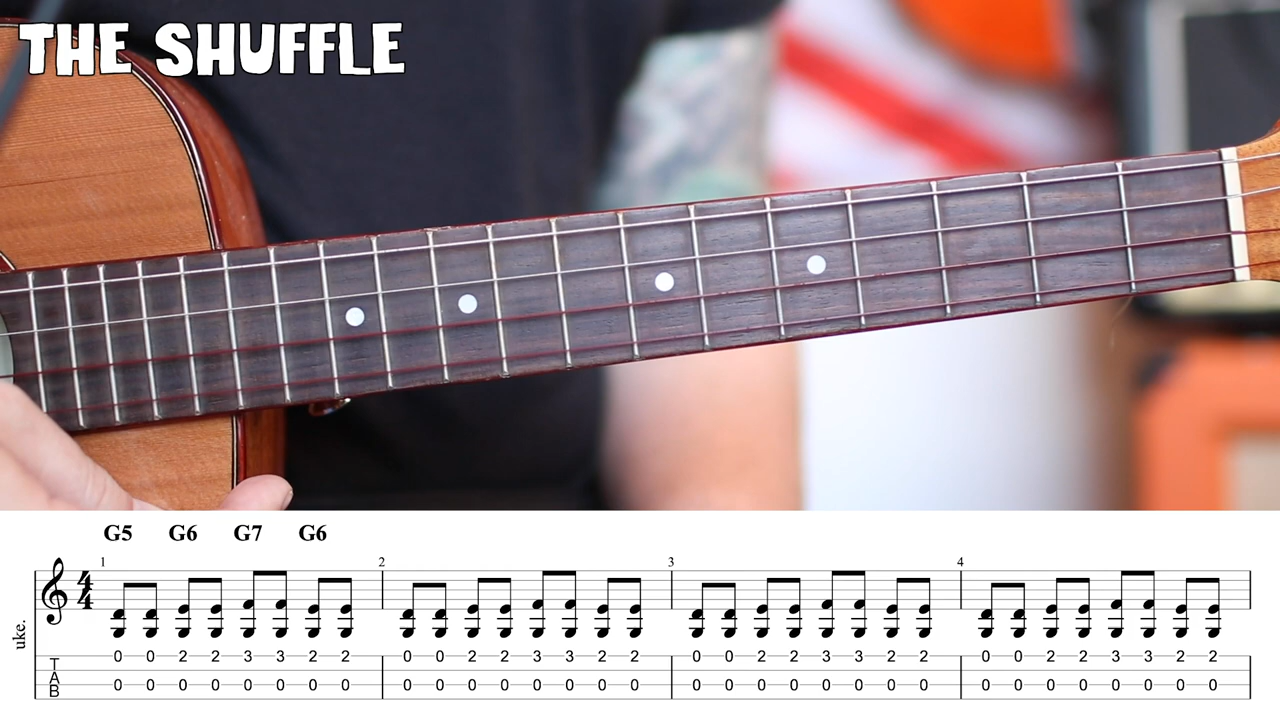 THE SHUFFLE
G5 G6 G7 G6
1 2 3 4
4
4
uke.
0 0 2 2 3 3 2 2 0 0 2 2 3 3 2 2 0 0 2 2 3 3 2 2 0 0 2 2 3 3 2 2
T
A
B
0 0 0 0 0 0 0 0 0 0 0 0 0 0 0 0 0 0 0 0 0 0 0 0 0 0 0 0 0 0 0 0